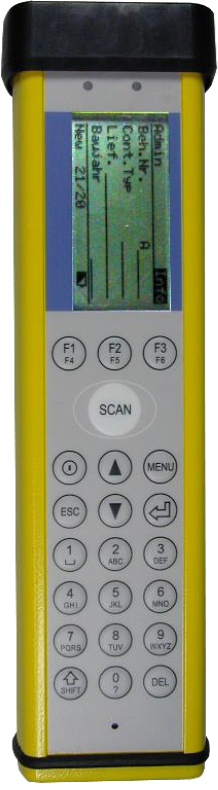 Admin Info
Beh.Nr. A
Cont.Type
Lief.
Baujahr
New 21/20
F1 F2 F3
F4 F5 F6
SCAN
MENU
ESC
1 2 3
ABC DEF
4 5 6
GHI JKL MNO
7 8 9
PQRS TUV WXYZ
0
SHIFT ? DEL